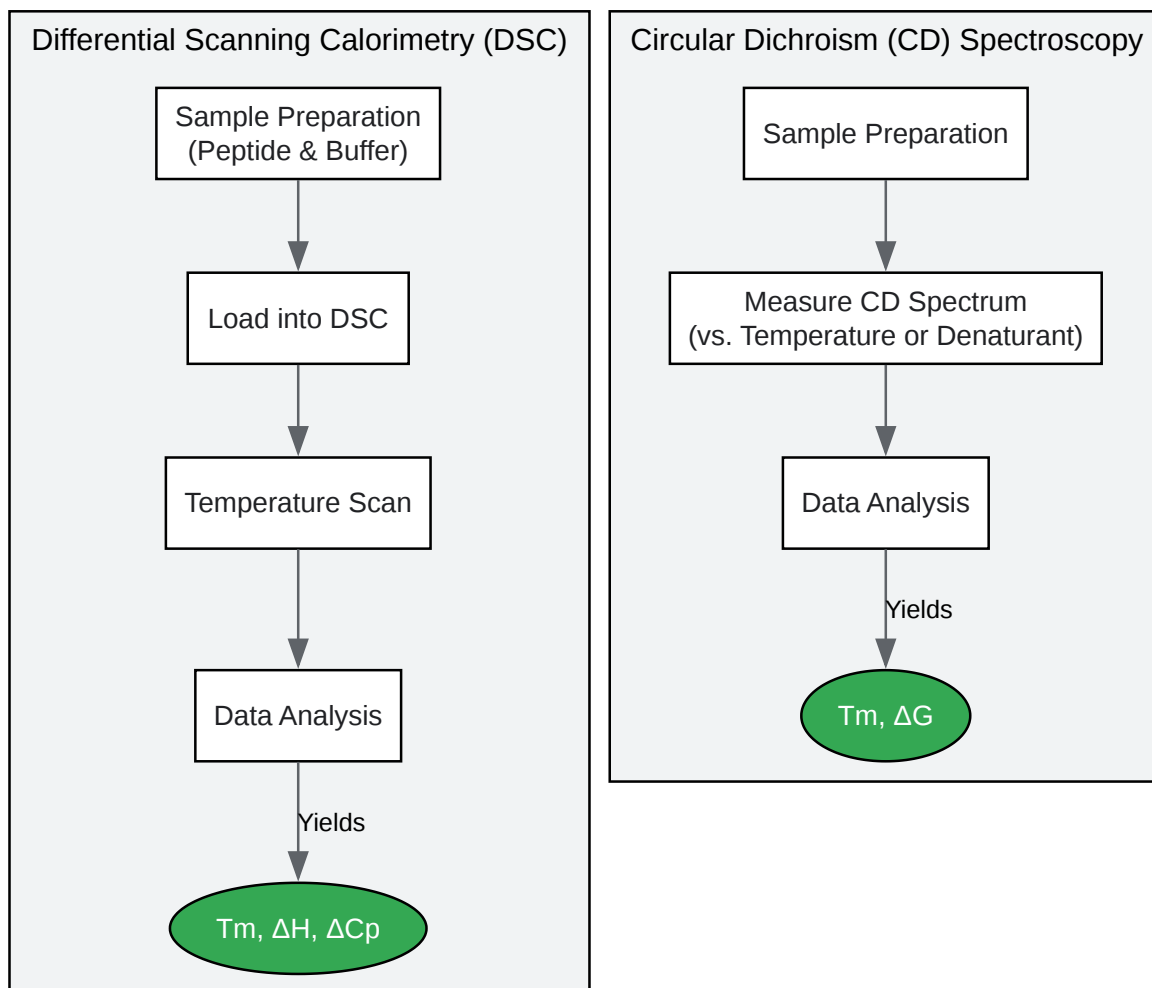 Differential Scanning Calorimetry (DSC)
Sample Preparation
(Peptide & Buffer)
Load into DSC
Temperature Scan
Data Analysis
Yields
Tm, ΔH, ΔCp
Circular Dichroism (CD) Spectroscopy
Sample Preparation
Measure CD Spectrum
(vs. Temperature or Denaturant)
Data Analysis
Yields
Tm, ΔG